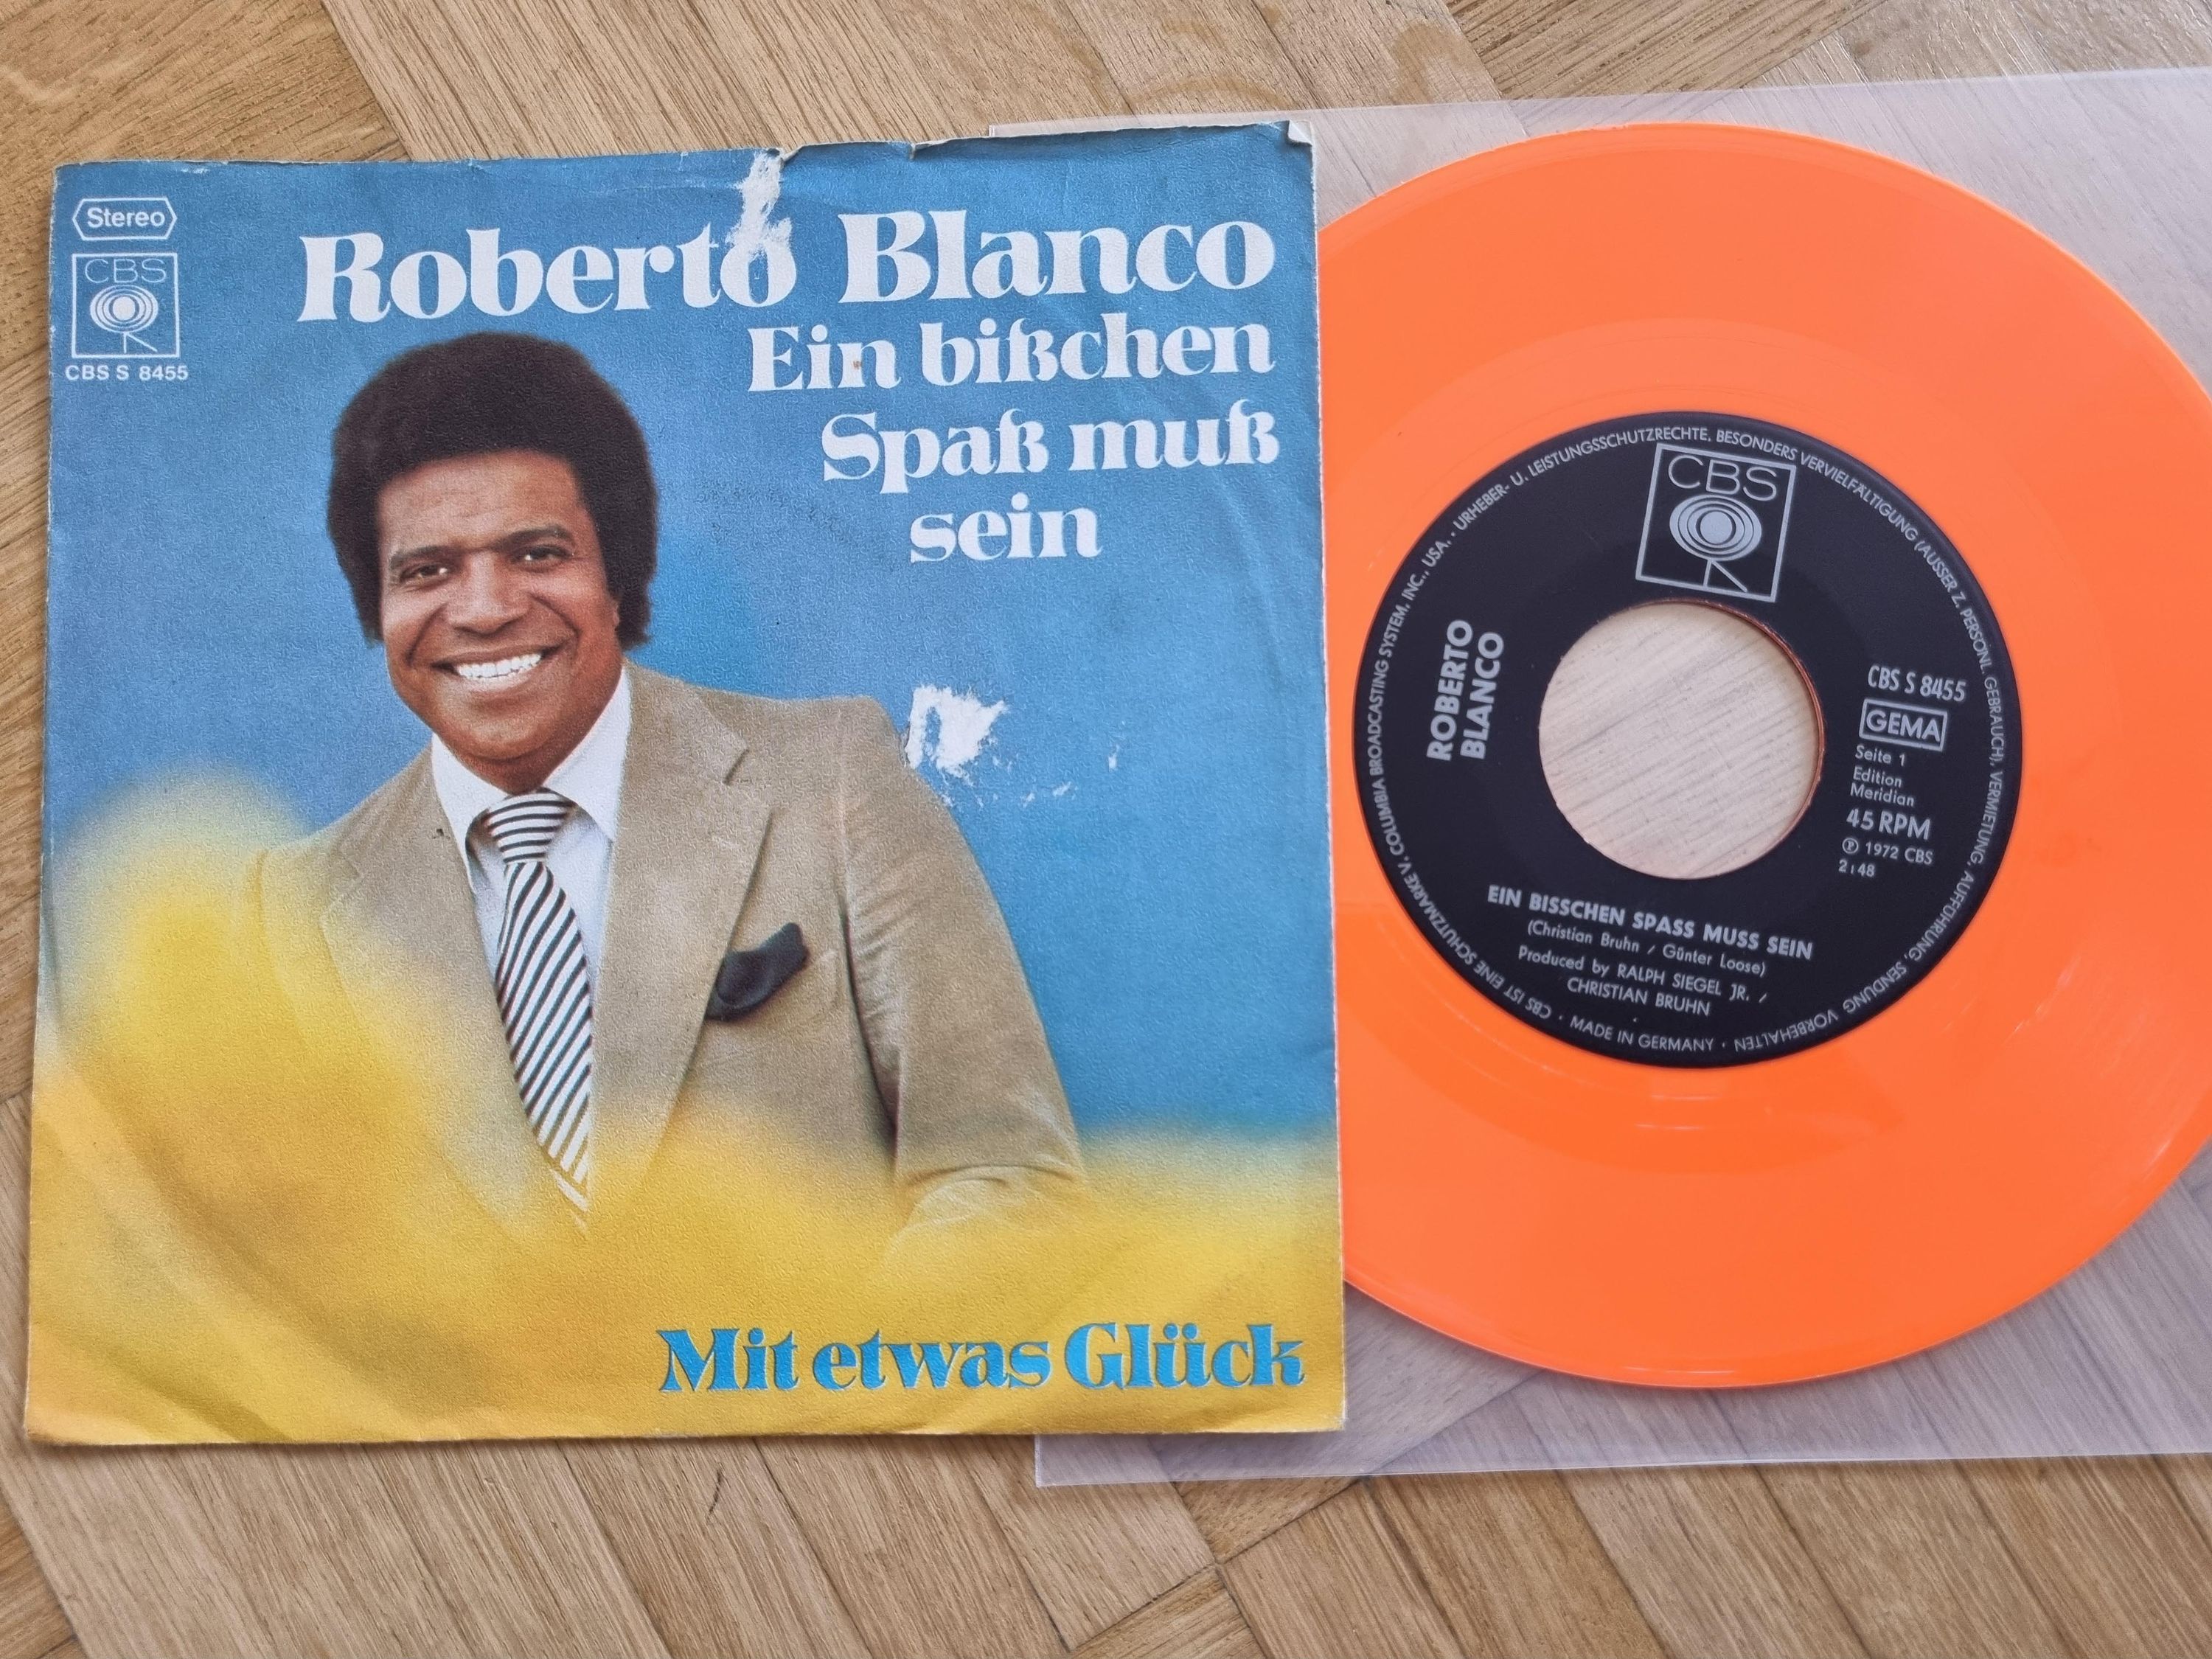 Stereo
CBS
CBS S 8455
Roberto Blanco
Ein bißchen
Spaß muß
sein
Mit etwas Glück
CBS
ROBERTO
BLANCO
CBS S 8455
GEMA
Seite 1
Edition
Meridian
45 RPM
℗ 1972 CBS
2:48
EIN BISSCHEN SPASS MUSS SEIN
(Christian Bruhn / Günter Loose)
Produced by RALPH SIEGEL JR. /
CHRISTIAN BRUHN
CBS IST EINE SCHUTZMARKE V. COLUMBIA BROADCASTING SYSTEM, INC., USA. · URHEBER- U. LEISTUNGSSCHUTZRECHTE, BESONDERS VERVIELFÄLTIGUNG (AUSSER Z. PERSÖNL. GEBRAUCH), VERMIETUNG, AUFFÜHRUNG, SENDUNG VORBEHALTEN · MADE IN GERMANY ·